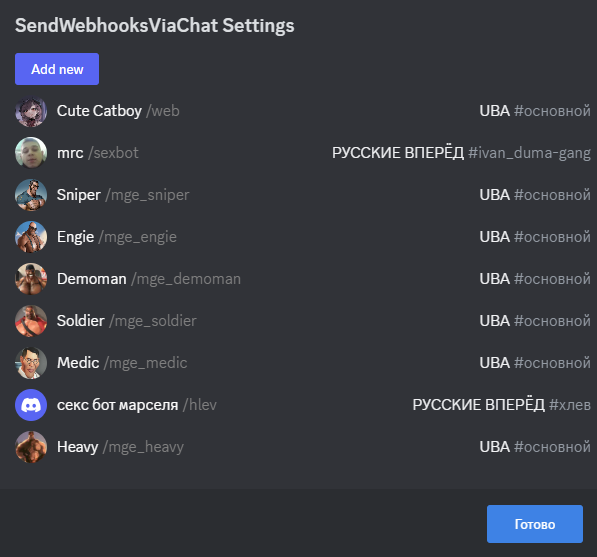 SendWebhooksViaChat Settings
Add new
Cute Catboy /web UBA #основной
mrc /sexbot РУССКИЕ ВПЕРЁД #ivan_duma-gang
Sniper /mge_sniper UBA #основной
Engie /mge_engie UBA #основной
Demoman /mge_demoman UBA #основной
Soldier /mge_soldier UBA #основной
Medic /mge_medic UBA #основной
секс бот марселя /hlev РУССКИЕ ВПЕРЁД #хлев
Heavy /mge_heavy UBA #основной
Готово